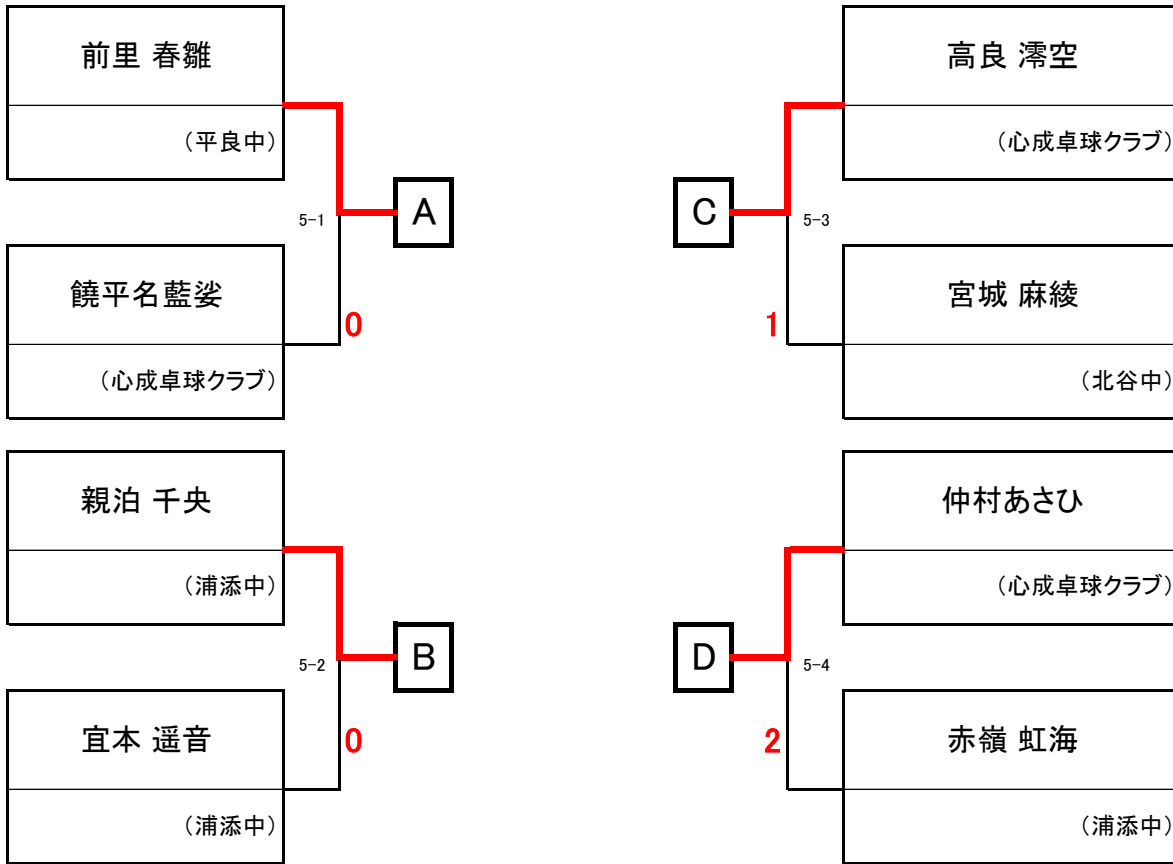 前里 春雛
（平良中）
5-1
A
饒平名藍娑
0
（心成卓球クラブ）
親泊 千央
（浦添中）
5-2
B
宜本 遥音
0
（浦添中）
高良 澪空
（心成卓球クラブ）
C
5-3
宮城 麻綾
1
（北谷中）
仲村あさひ
（心成卓球クラブ）
D
5-4
赤嶺 虹海
2
（浦添中）